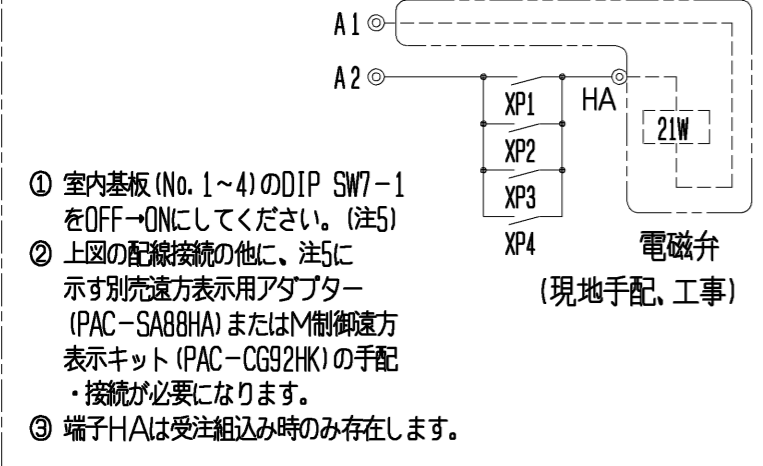 A1
A2
HA
XP1
XP2
XP3
XP4
21W
電磁弁
(現地手配、工事)
① 室内基板(No.1~4)のDIP SW7-1
をOFF→ONにしてください。(注5)
② 上図の配線接続の他に、注5に
示す別売遠方表示用アダプター
(PAC-SA88HA)またはM制御遠方
表示キット(PAC-CG92HK)の手配
・接続が必要になります。
③ 端子HAは受注組込み時のみ存在します。